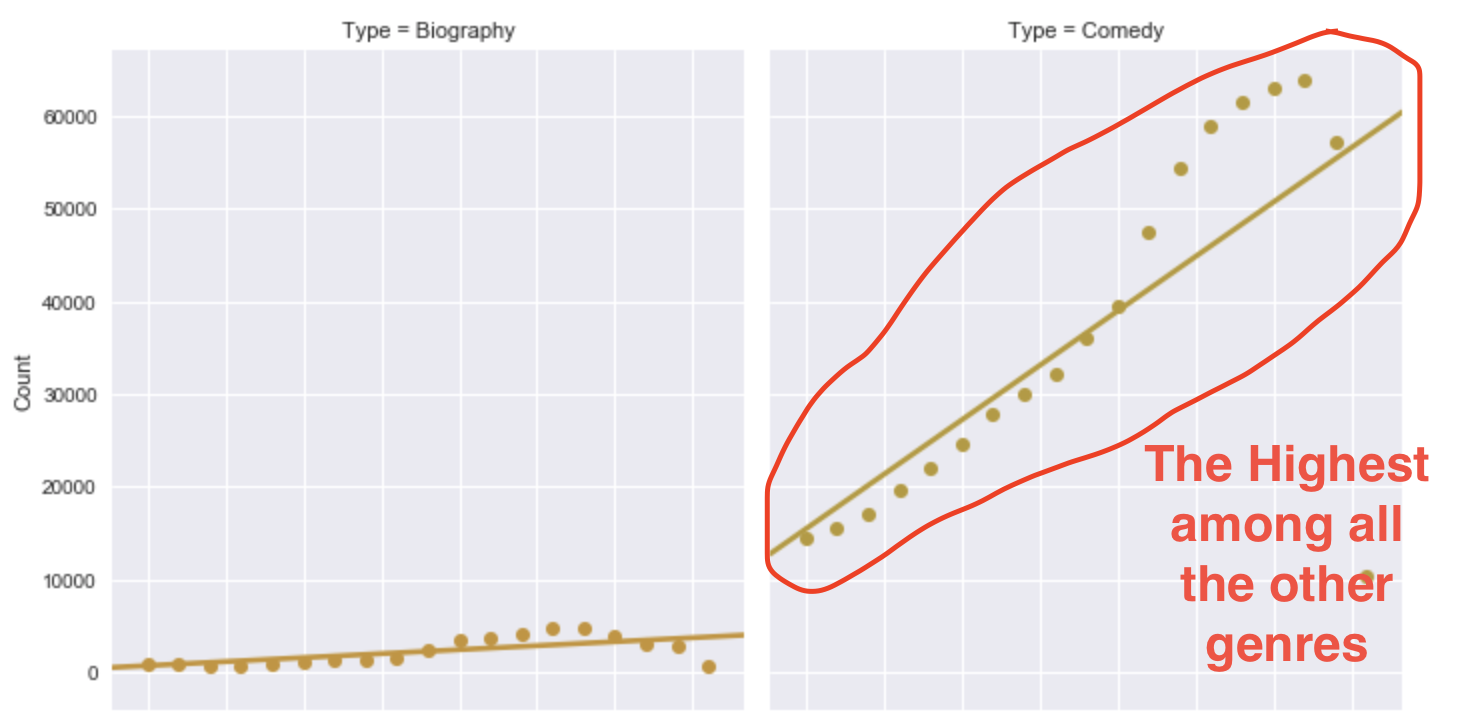 Type = Biography
Type = Comedy
60000
50000
40000
30000
20000
10000
0
Count
The Highest
among all
the other
genres